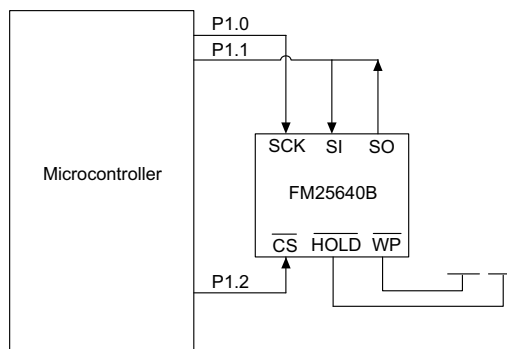 P1.0
P1.1
SCK SI SO
Microcontroller
FM25640B
CS HOLD WP
P1.2